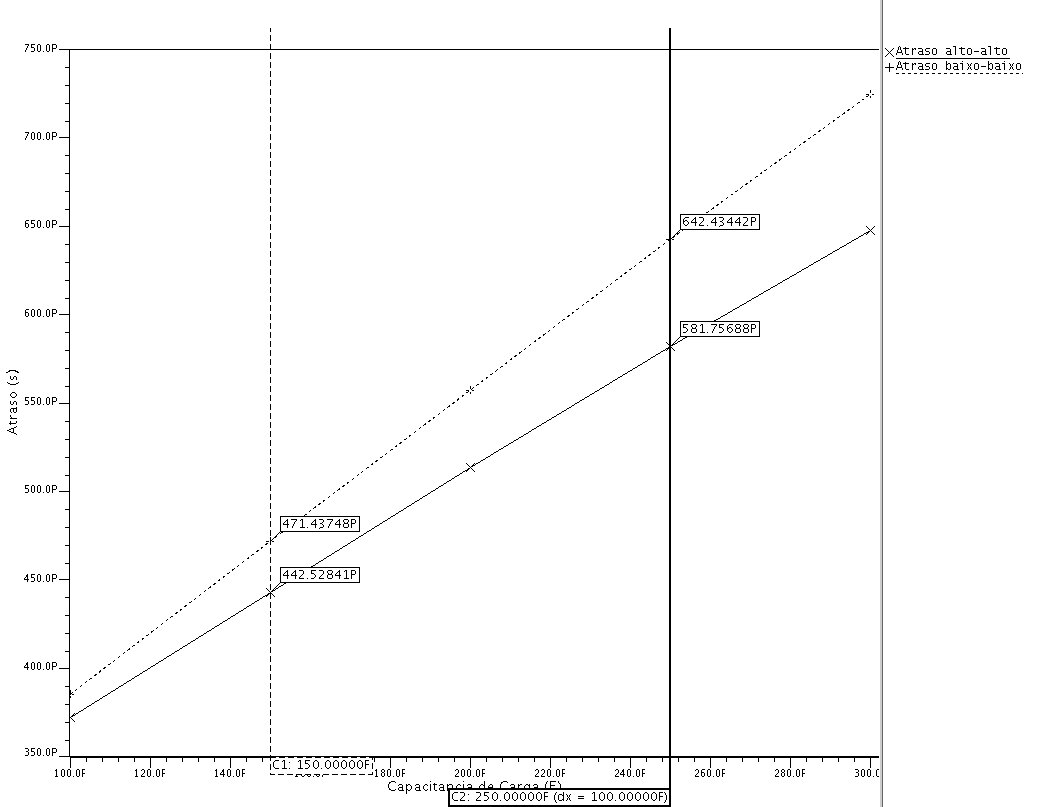 750.0P
Atraso alto-alto
Atraso baixo-baixo
700.0P
650.0P
642.43442P
600.0P
581.75688P
550.0P
Atraso (s)
500.0P
471.43748P
450.0P
442.52841P
400.0P
350.0P
C1: 150.00000F
100.0F 120.0F 140.0F 180.0F 200.0F 220.0F 240.0F 260.0F 280.0F 300.0
Capacitancia de Carga (F)
C2: 250.00000F (dx = 100.00000F)